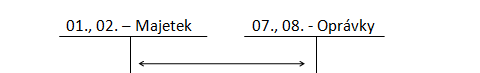 01., 02. – Majetek 07., 08. - Oprávky